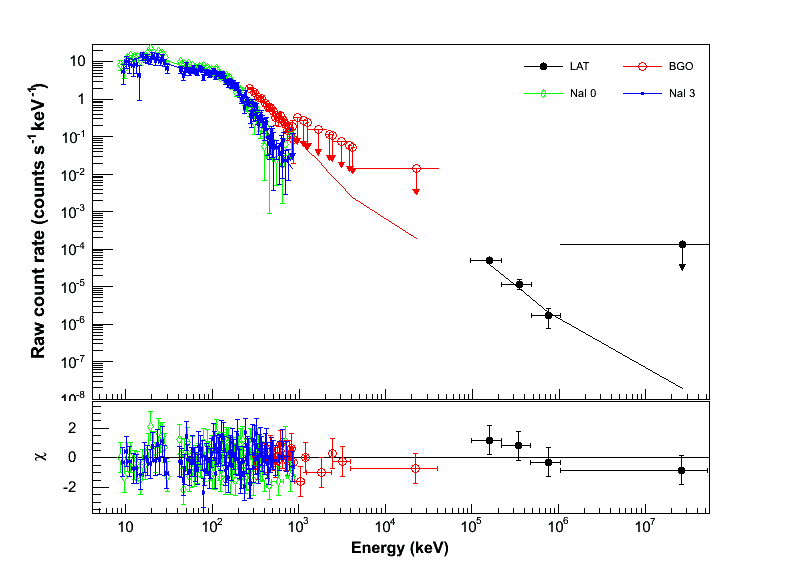 LAT
BGO
NaI 0
NaI 3
Raw count rate (counts s⁻¹ keV⁻¹)
10
1
10⁻¹
10⁻²
10⁻³
10⁻⁴
10⁻⁵
10⁻⁶
10⁻⁷
10⁻⁸
χ
2
0
-2
10
10²
10³
10⁴
10⁵
10⁶
10⁷
Energy (keV)